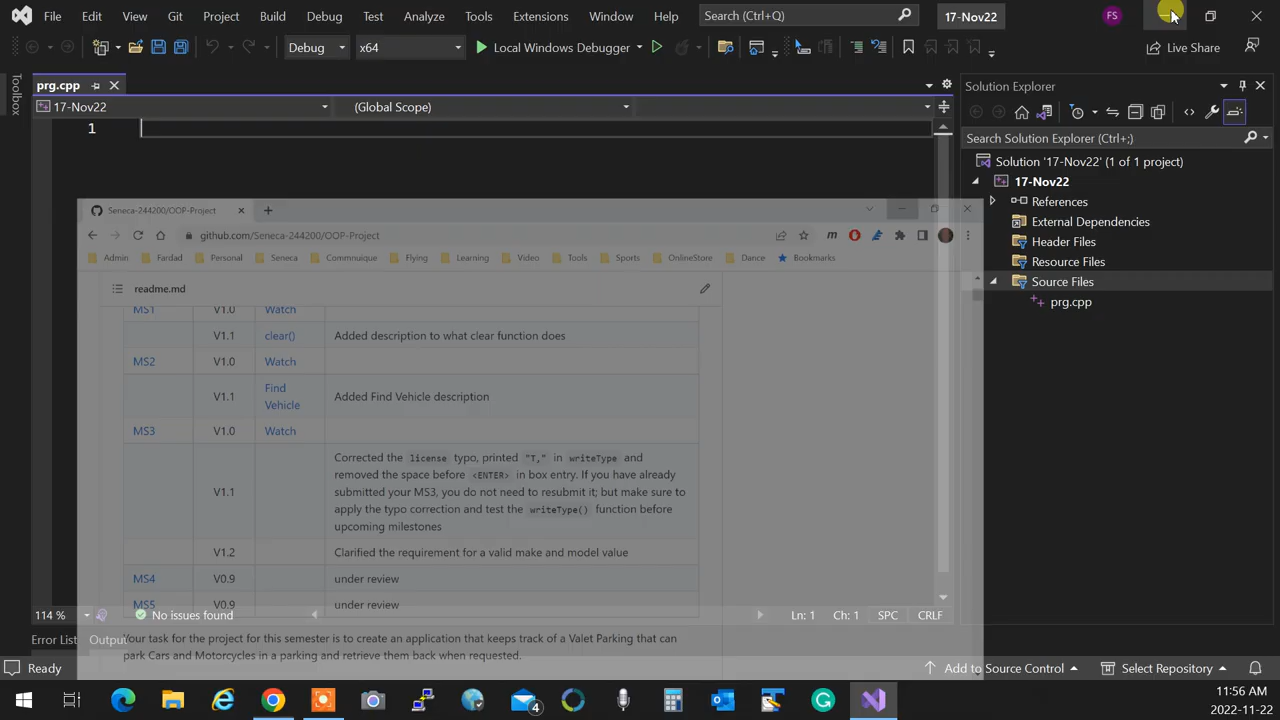 File Edit View Git Project Build Debug Test Analyze Tools Extensions Window Help Search (Ctrl+Q) 17-Nov22 FS
Debug x64 Local Windows Debugger Live Share
Toolbox
prg.cpp
17-Nov22 (Global Scope)
1
Solution Explorer
Search Solution Explorer (Ctrl+;)
Solution '17-Nov22' (1 of 1 project)
17-Nov22
References
External Dependencies
Header Files
Resource Files
Source Files
prg.cpp
Seneca-244200/OOP-Project
github.com/Seneca-244200/OOP-Project
Admin Fardad Personal Seneca Commnuique Flying Learning Video Tools Sports OnlineStore Dance Bookmarks
readme.md
MS1 V1.0 Watch
V1.1 clear() Added description to what clear function does
MS2 V1.0 Watch
V1.1 Find Vehicle Added Find Vehicle description
MS3 V1.0 Watch
V1.1 Corrected the license typo, printed "T," in writeType and
removed the space before <ENTER> in box entry. If you have already
submitted your MS3, you do not need to resubmit it; but make sure to
apply the typo correction and test the writeType() function before
upcoming milestones
V1.2 Clarified the requirement for a valid make and model value
MS4 V0.9 under review
MS5 V0.9 under review
Your task for the project for this semester is to create an application that keeps track of a Valet Parking that can
park Cars and Motorcycles in a parking and retrieve them back when requested.
114 % No issues found Ln: 1 Ch: 1 SPC CRLF
Error List Output
Ready Add to Source Control Select Repository
4
11:56 AM
2022-11-22